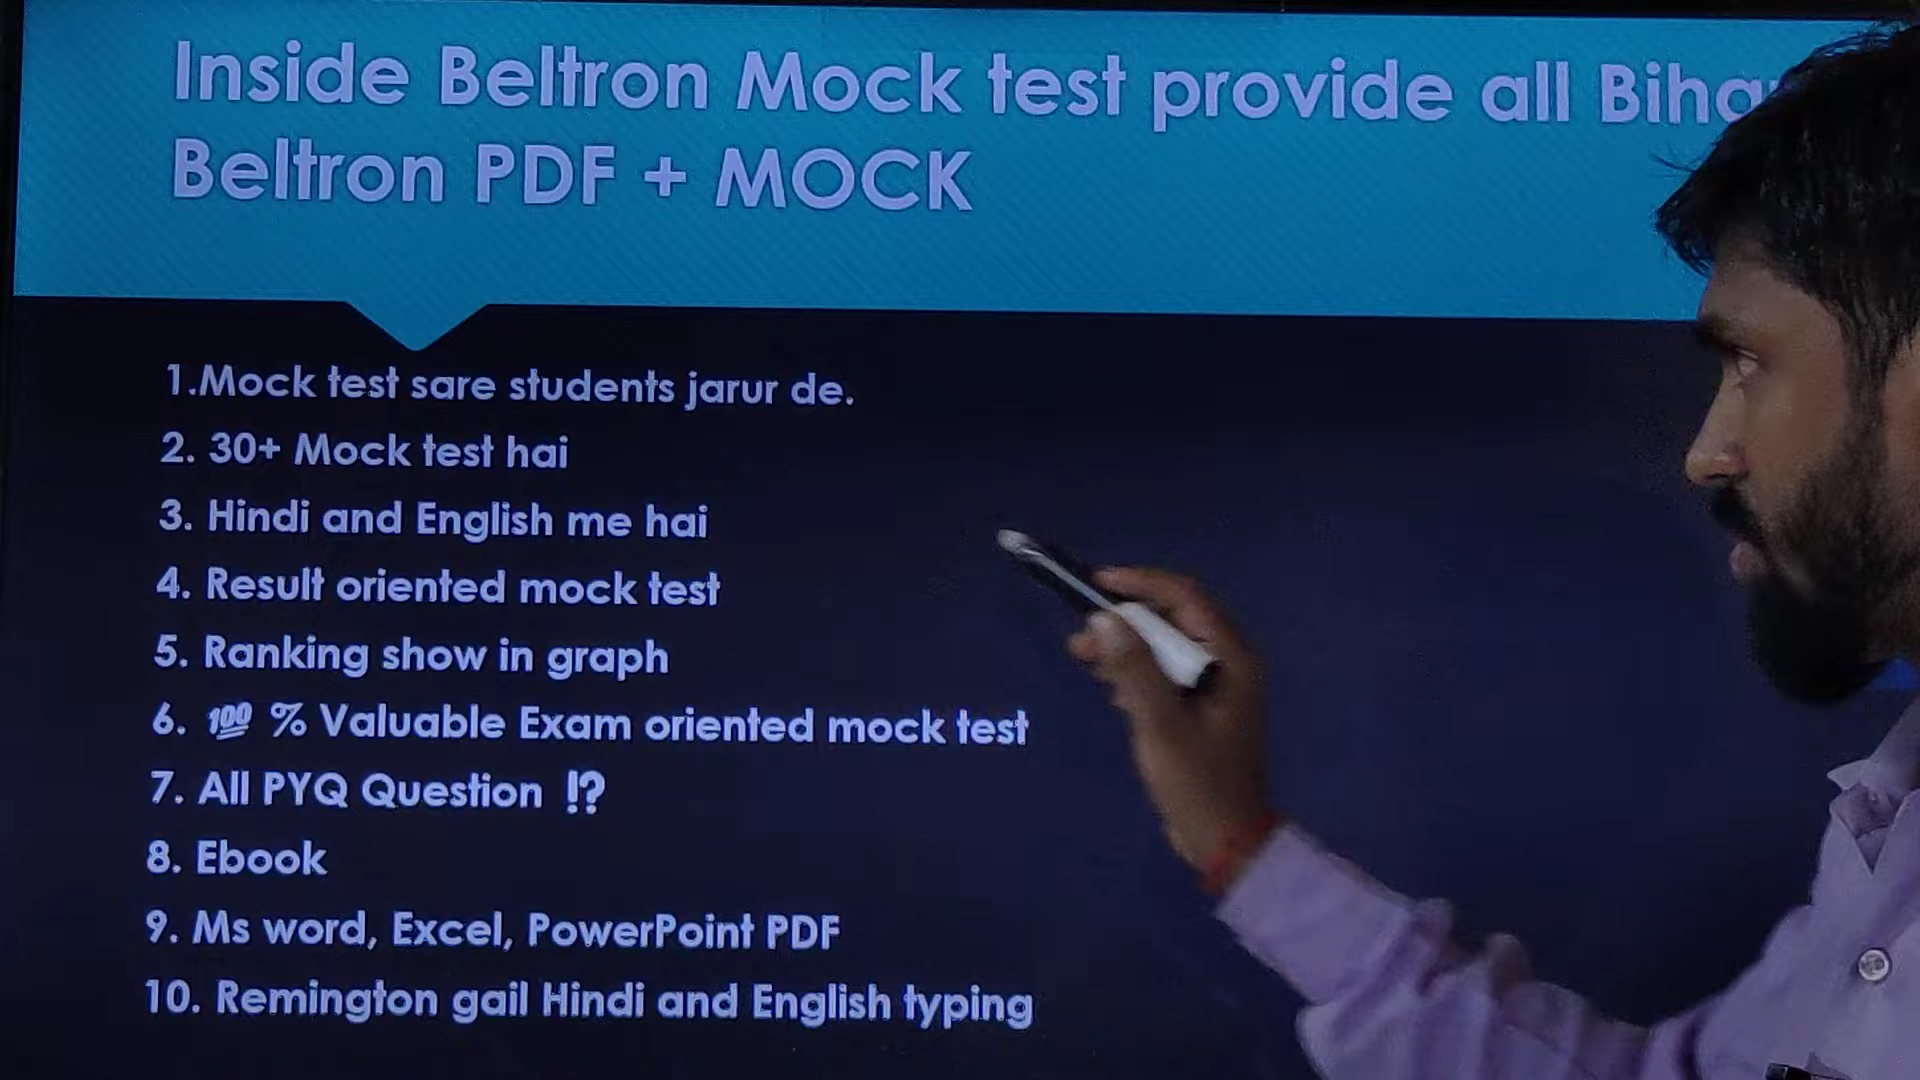 Inside Beltron Mock test provide all Bihar
Beltron PDF + MOCK
1.Mock test sare students jarur de.
2. 30+ Mock test hai
3. Hindi and English me hai
4. Result oriented mock test
5. Ranking show in graph
6. 💯 % Valuable Exam oriented mock test
7. All PYQ Question ⁉
8. Ebook
9. Ms word, Excel, PowerPoint PDF
10. Remington gail Hindi and English typing